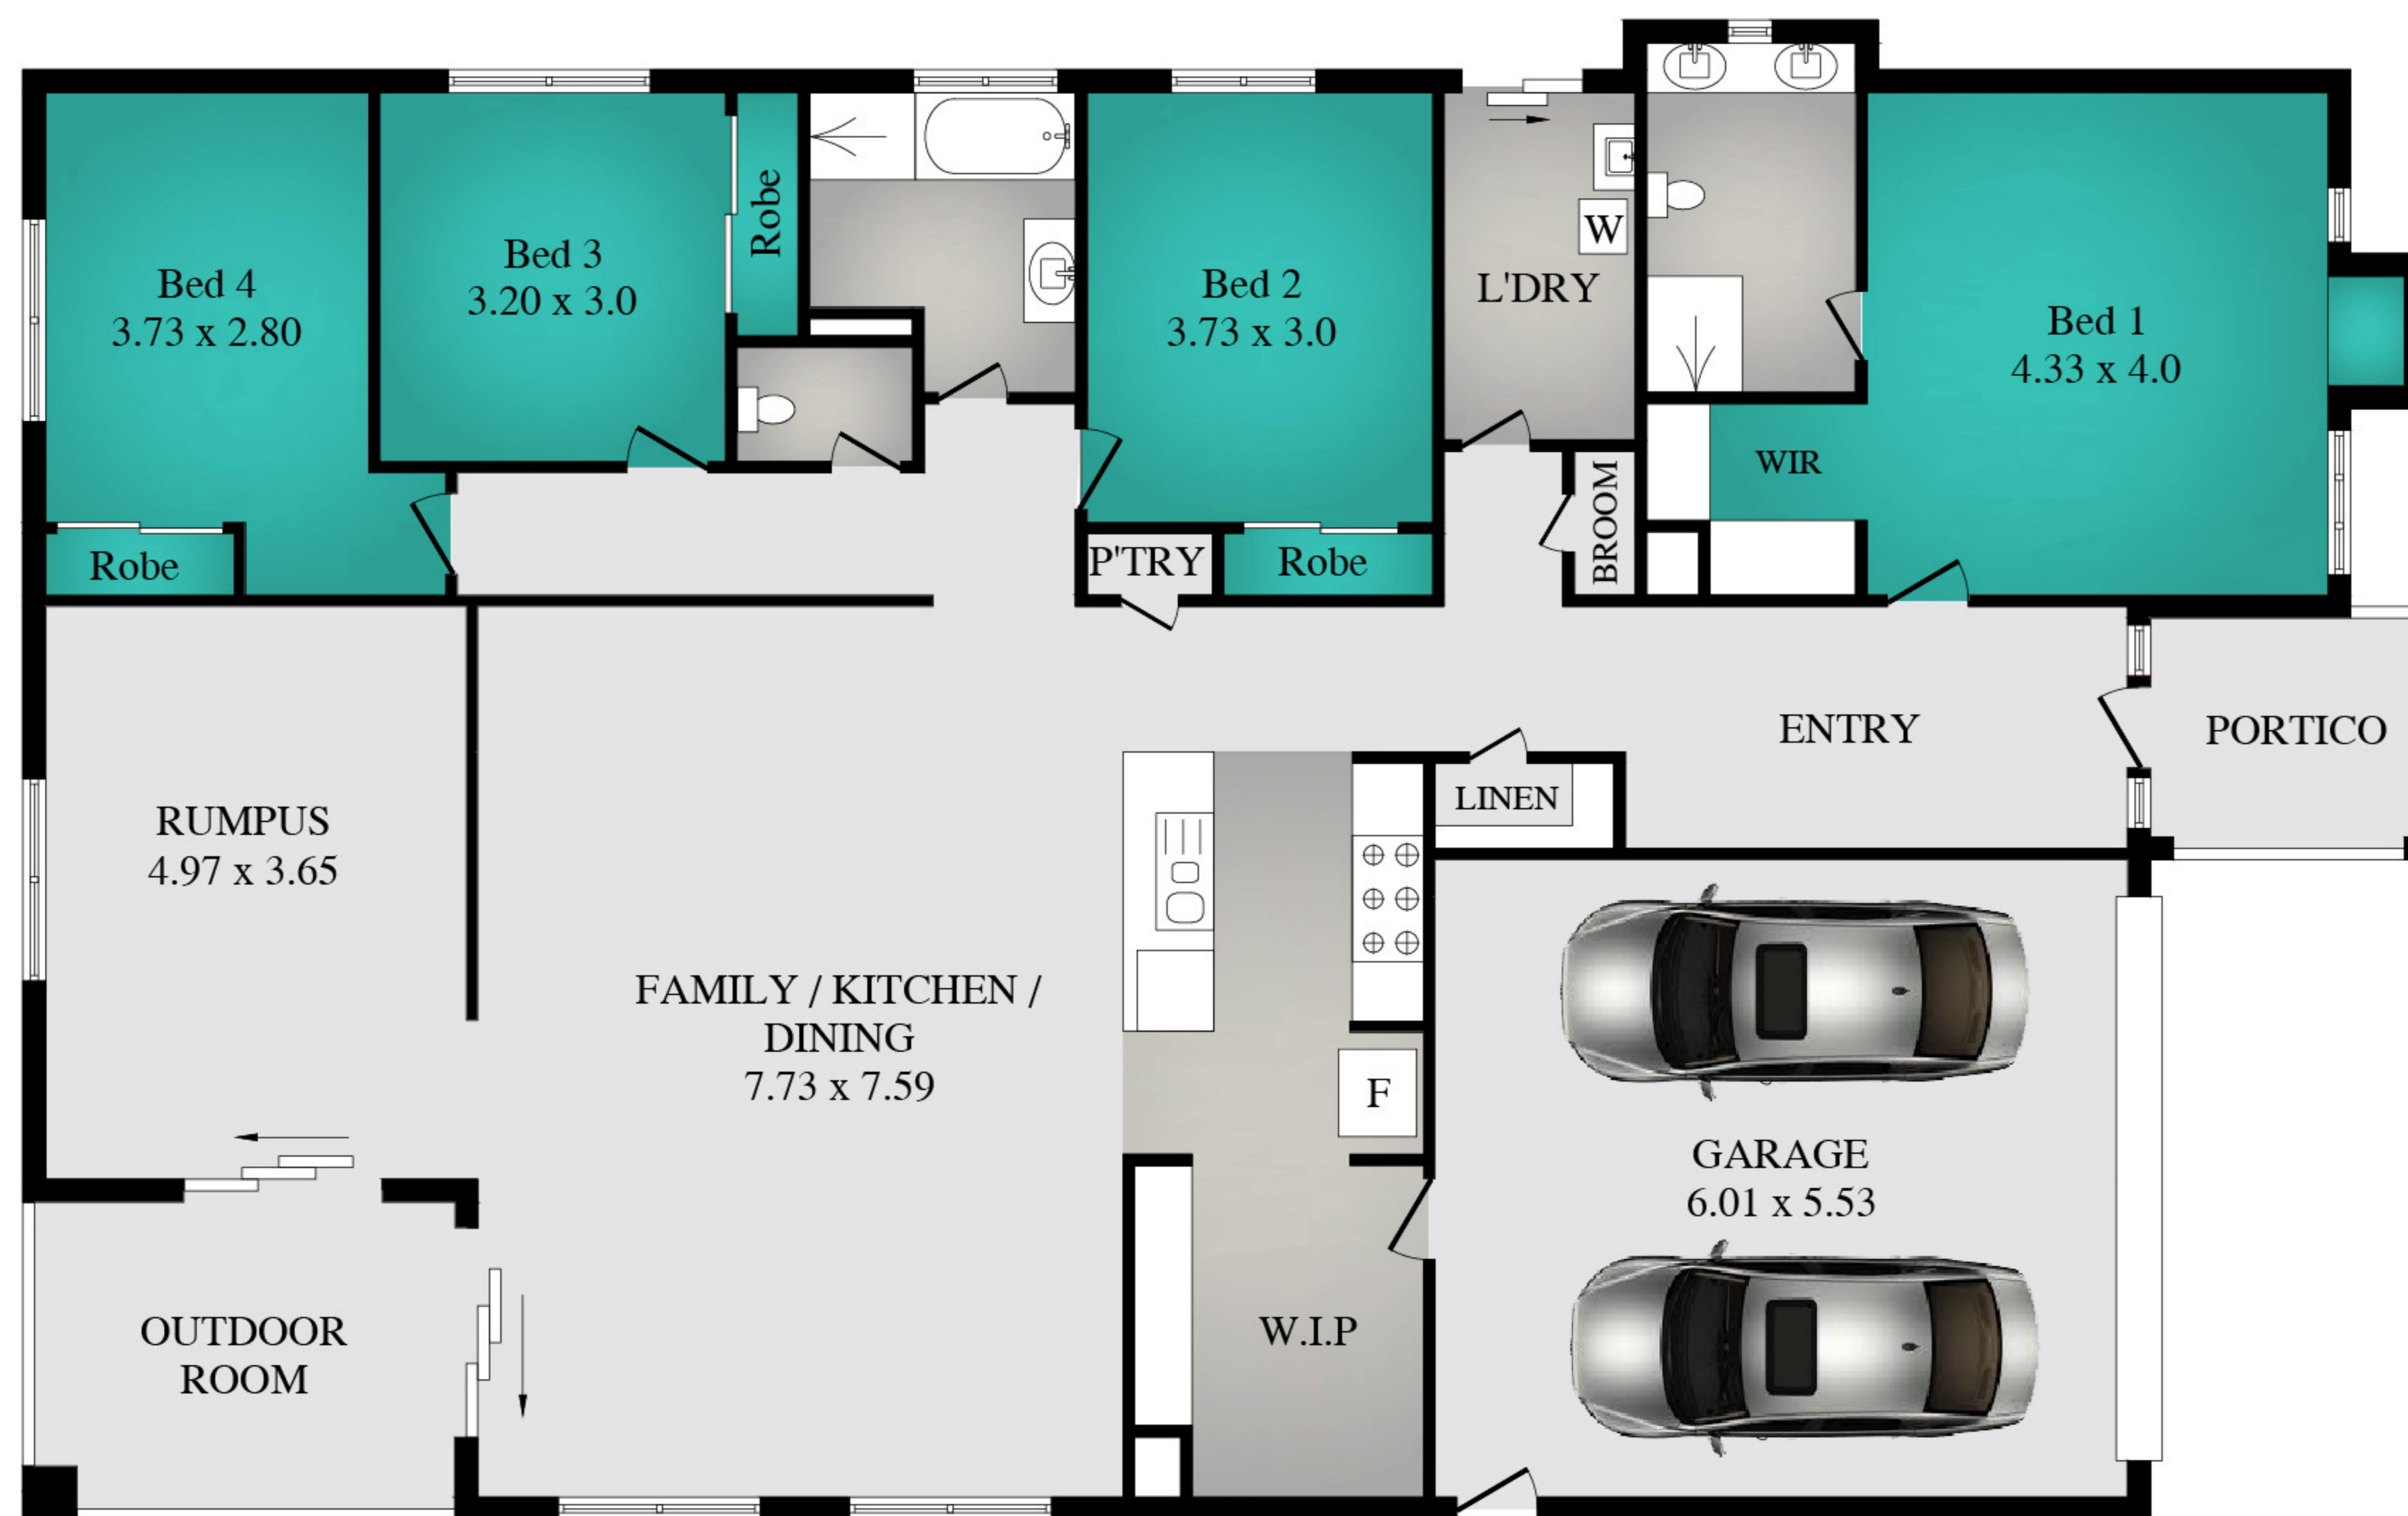 Bed 4
3.73 x 2.80
Bed 3
3.20 x 3.0
Robe
Bed 2
3.73 x 3.0
W
L'DRY
Bed 1
4.33 x 4.0
WIR
Robe
P'TRY
Robe
BROOM
ENTRY
PORTICO
LINEN
RUMPUS
4.97 x 3.65
FAMILY / KITCHEN /
DINING
7.73 x 7.59
F
GARAGE
6.01 x 5.53
OUTDOOR
ROOM
W.I.P